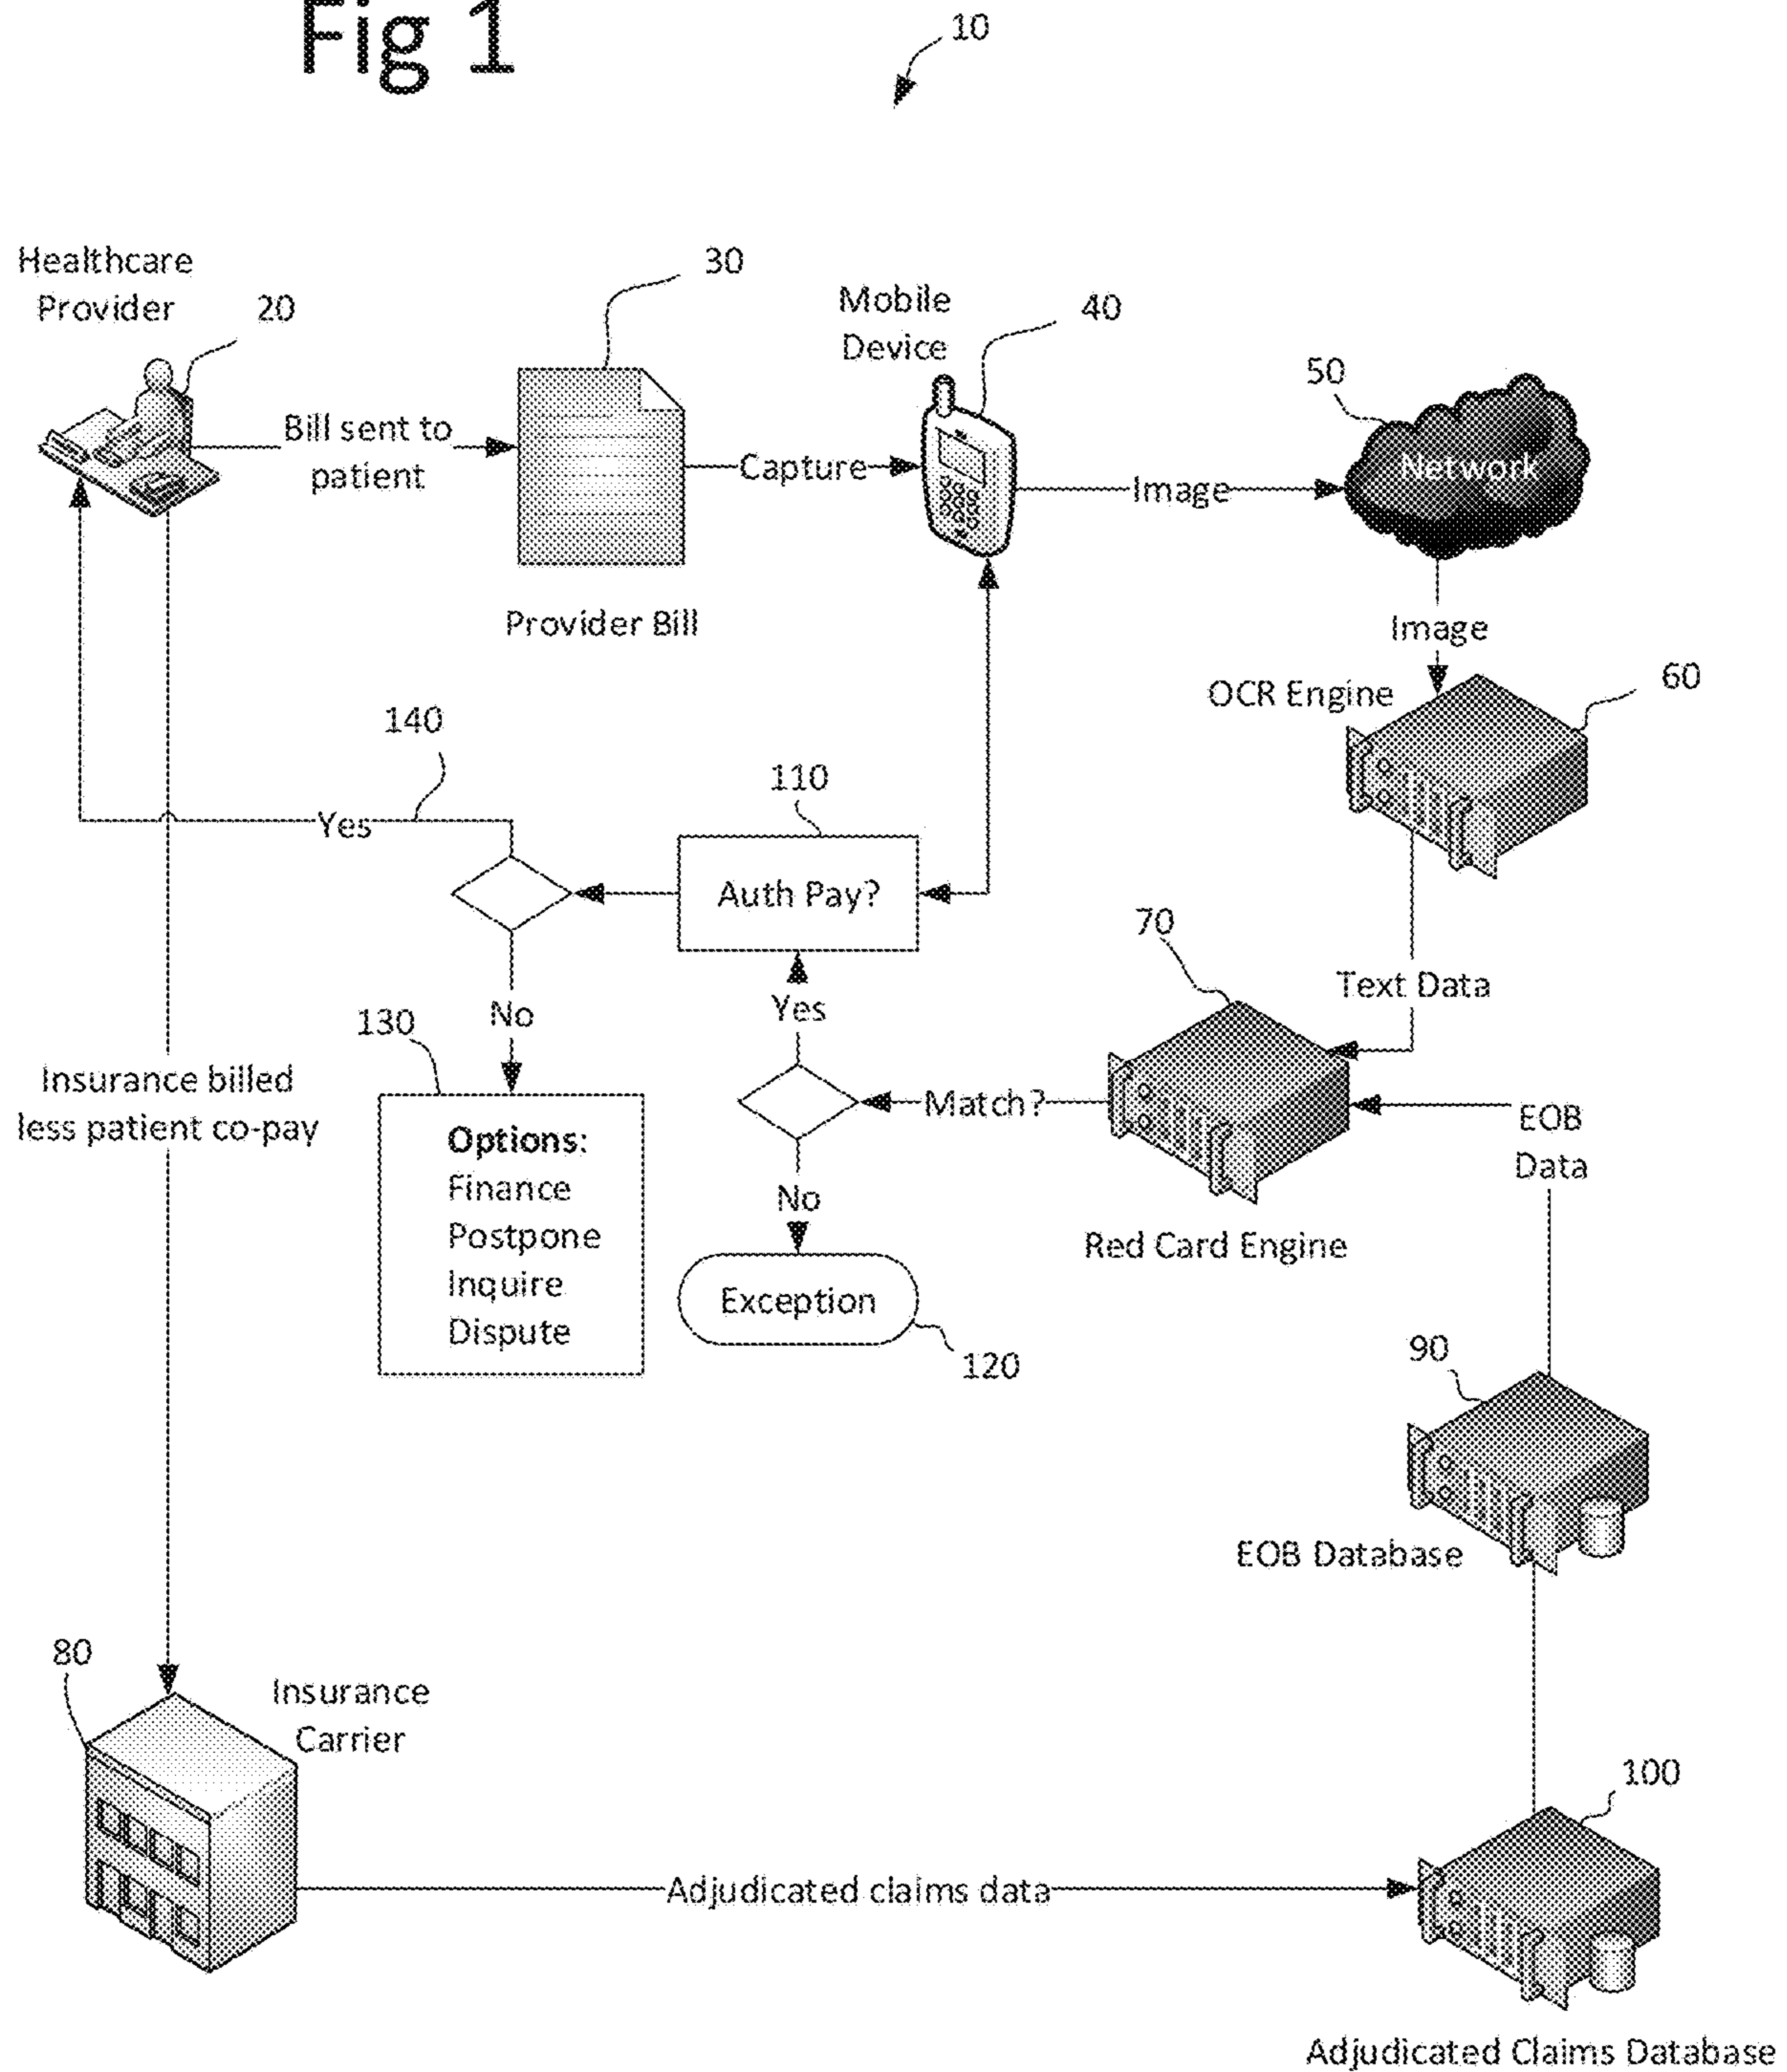 Fig 1
10
Healthcare
Provider
20
30
Mobile
Device
40
50
Bill sent to
patient
Capture
Image
Network
Provider Bill
Image
OCR Engine
60
140
110
Yes
Auth Pay?
70
Text Data
No
Yes
130
Insurance billed
less patient co-pay
Match?
EOB
Data
Options:
Finance
Postpone
Inquire
Dispute
No
Exception
120
Red Card Engine
90
EOB Database
80
Insurance
Carrier
100
Adjudicated claims data
Adjudicated Claims Database